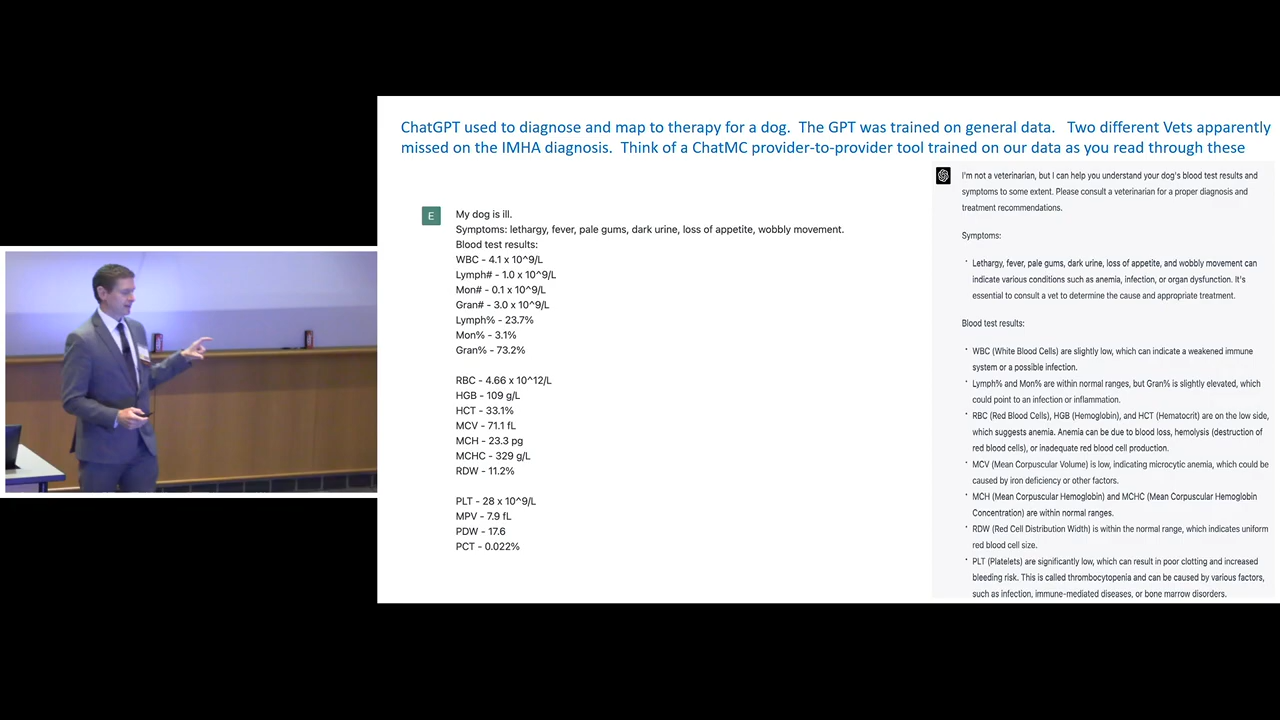 ChatGPT used to diagnose and map to therapy for a dog.  The GPT was trained on general data.   Two different Vets apparently
missed on the IMHA diagnosis.  Think of a ChatMC provider-to-provider tool trained on our data as you read through these
E
My dog is ill.
Symptoms: lethargy, fever, pale gums, dark urine, loss of appetite, wobbly movement.
Blood test results:
WBC - 4.1 x 10^9/L
Lymph# - 1.0 x 10^9/L
Mon# - 0.1 x 10^9/L
Gran# - 3.0 x 10^9/L
Lymph% - 23.7%
Mon% - 3.1%
Gran% - 73.2%
RBC - 4.66 x 10^12/L
HGB - 109 g/L
HCT - 33.1%
MCV - 71.1 fL
MCH - 23.3 pg
MCHC - 329 g/L
RDW - 11.2%
PLT - 28 x 10^9/L
MPV - 7.9 fL
PDW - 17.6
PCT - 0.022%
I'm not a veterinarian, but I can help you understand your dog's blood test results and
symptoms to some extent. Please consult a veterinarian for a proper diagnosis and
treatment recommendations.
Symptoms:
• Lethargy, fever, pale gums, dark urine, loss of appetite, and wobbly movement can
indicate various conditions such as anemia, infection, or organ dysfunction. It's
essential to consult a vet to determine the cause and appropriate treatment.
Blood test results:
• WBC (White Blood Cells) are slightly low, which can indicate a weakened immune
system or a possible infection.
• Lymph% and Mon% are within normal ranges, but Gran% is slightly elevated, which
could point to an infection or inflammation.
• RBC (Red Blood Cells), HGB (Hemoglobin), and HCT (Hematocrit) are on the low side,
which suggests anemia. Anemia can be due to blood loss, hemolysis (destruction of
red blood cells), or inadequate red blood cell production.
• MCV (Mean Corpuscular Volume) is low, indicating microcytic anemia, which could be
caused by iron deficiency or other factors.
• MCH (Mean Corpuscular Hemoglobin) and MCHC (Mean Corpuscular Hemoglobin
Concentration) are within normal ranges.
• RDW (Red Cell Distribution Width) is within the normal range, which indicates uniform
red blood cell size.
• PLT (Platelets) are significantly low, which can result in poor clotting and increased
bleeding risk. This is called thrombocytopenia and can be caused by various factors,
such as infection, immune-mediated diseases, or bone marrow disorders.